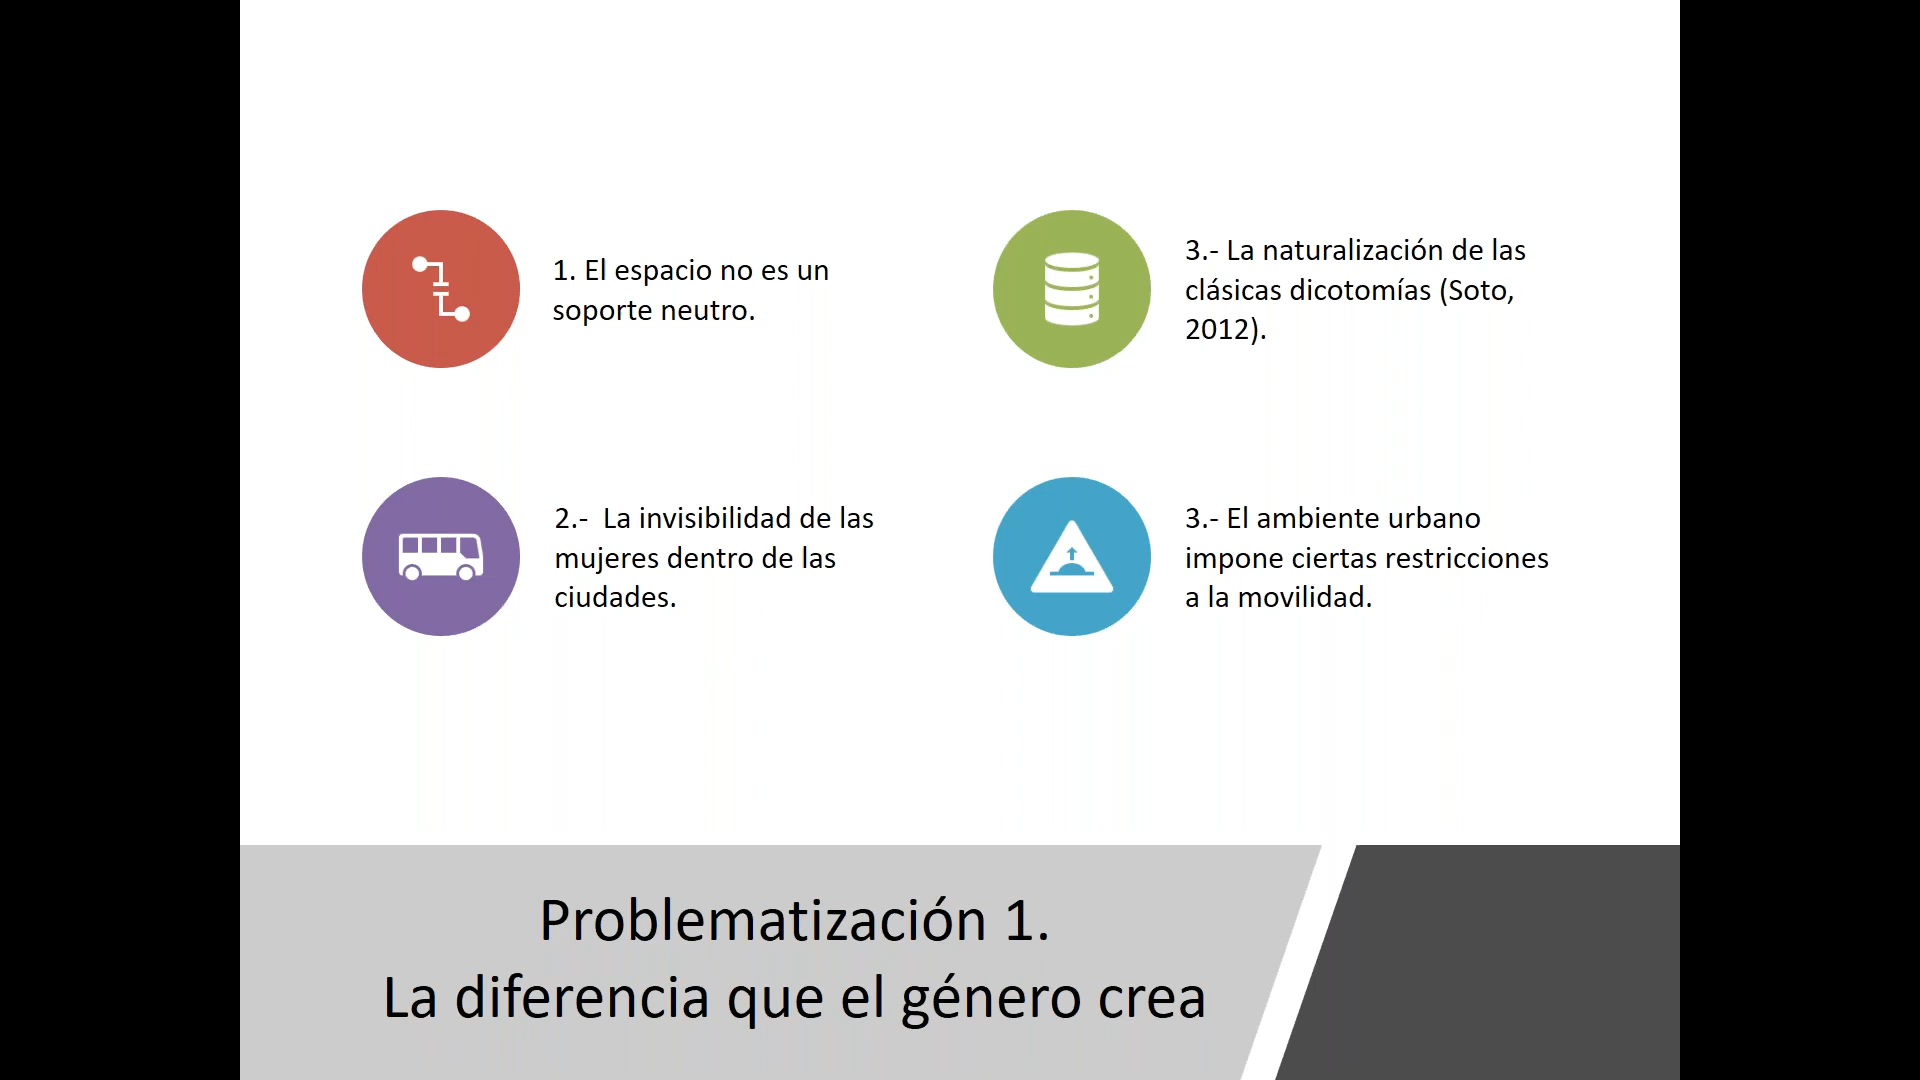 1. El espacio no es un
soporte neutro.
2.-  La invisibilidad de las
mujeres dentro de las
ciudades.
3.- La naturalización de las
clásicas dicotomías (Soto,
2012).
3.- El ambiente urbano
impone ciertas restricciones
a la movilidad.
Problematización 1.
La diferencia que el género crea